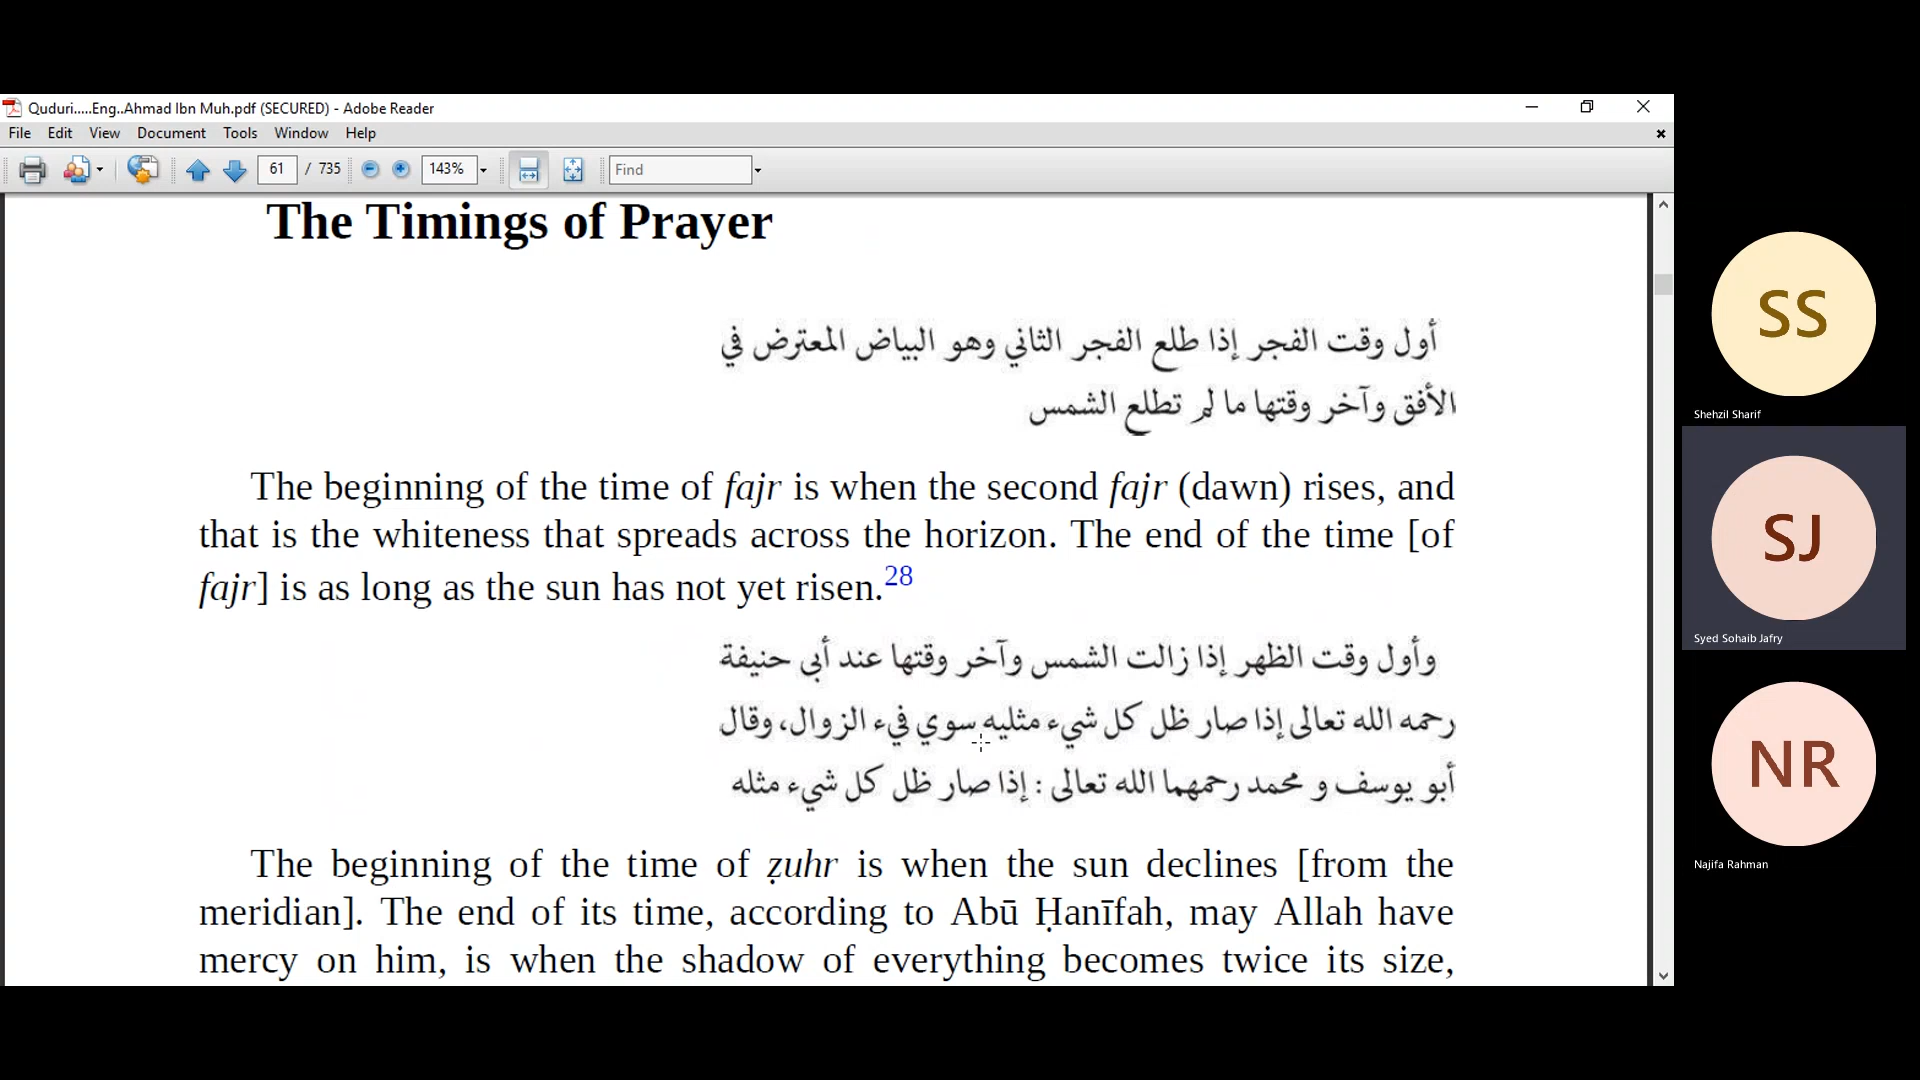 Quduri.....Eng..Ahmad Ibn Muh.pdf (SECURED) - Adobe Reader
File Edit View Document Tools Window Help
61 / 735 143% Find
The Timings of Prayer
أول وقت الفجر إذا طلع الفجر الثاني وهو البياض المعترض في
الأفق وآخر وقتها ما لم تطلع الشمس
The beginning of the time of fajr is when the second fajr (dawn) rises, and
that is the whiteness that spreads across the horizon. The end of the time [of
fajr] is as long as the sun has not yet risen.28
وأول وقت الظهر إذا زالت الشمس وآخر وقتها عند أبى حنيفة
رحمه الله تعالى إذا صار ظل كل شيء مثليه سوي فيء الزوال، وقال
أبو يوسف و محمد رحمهما الله تعالى : إذا صار ظل كل شيء مثله
The beginning of the time of ẓuhr is when the sun declines [from the
meridian]. The end of its time, according to Abū Ḥanīfah, may Allah have
mercy on him, is when the shadow of everything becomes twice its size,
SS
Shehzil Sharif
SJ
Syed Sohaib Jafry
NR
Najifa Rahman